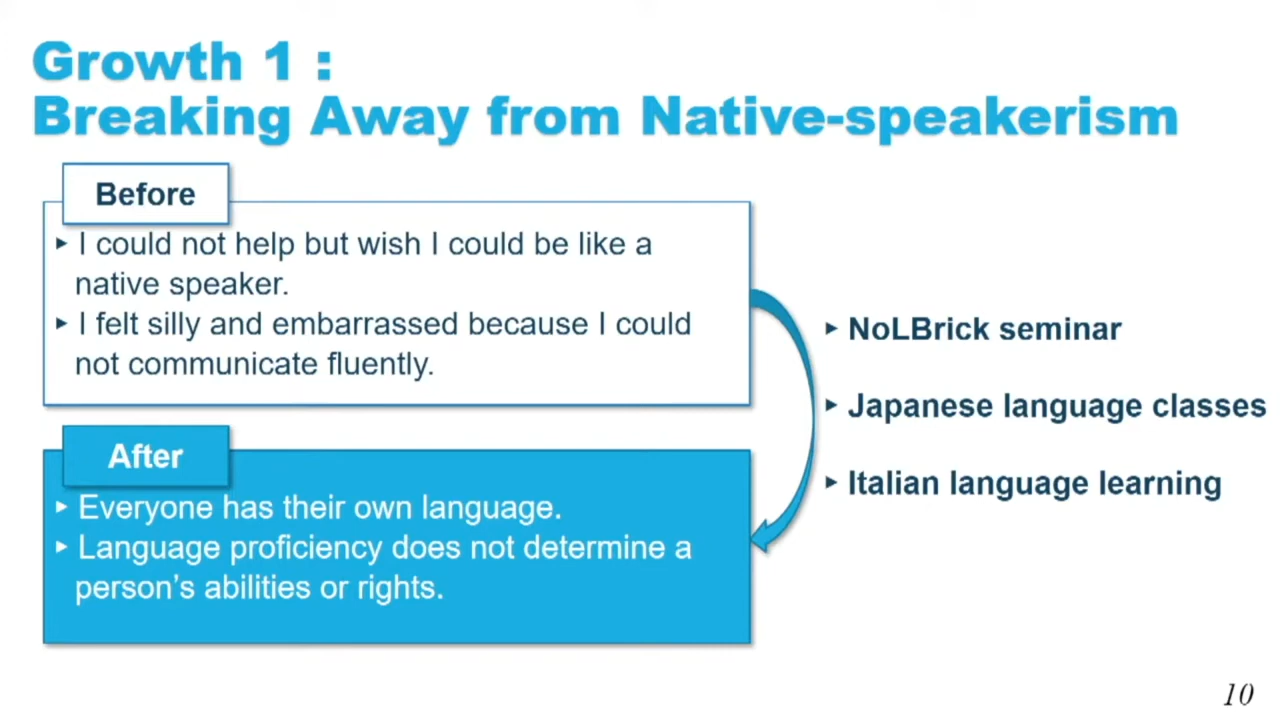 Growth 1 :
Breaking Away from Native-speakerism
Before
▸ I could not help but wish I could be like a
native speaker.
▸ I felt silly and embarrassed because I could
not communicate fluently.
After
▸ Everyone has their own language.
▸ Language proficiency does not determine a
person’s abilities or rights.
▸ NoLBrick seminar
▸ Japanese language classes
▸ Italian language learning
10